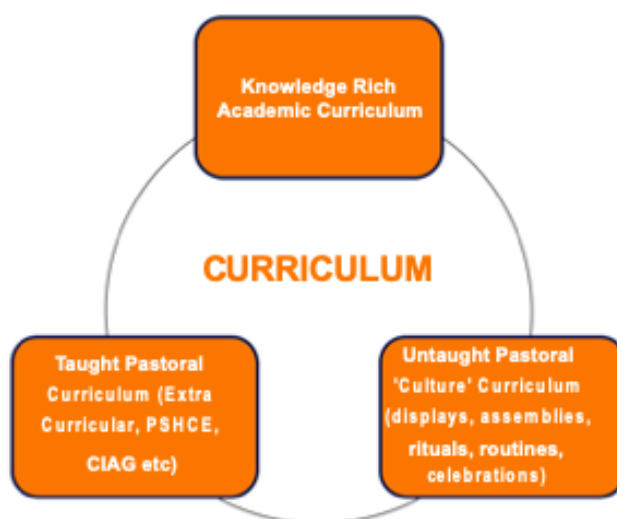 Knowledge Rich
Academic Curriculum
CURRICULUM
Taught Pastoral
Curriculum (Extra
Curricular, PSHCE,
CIAG etc)
Untaught Pastoral
'Culture' Curriculum
(displays, assemblies,
rituals, routines,
celebrations)